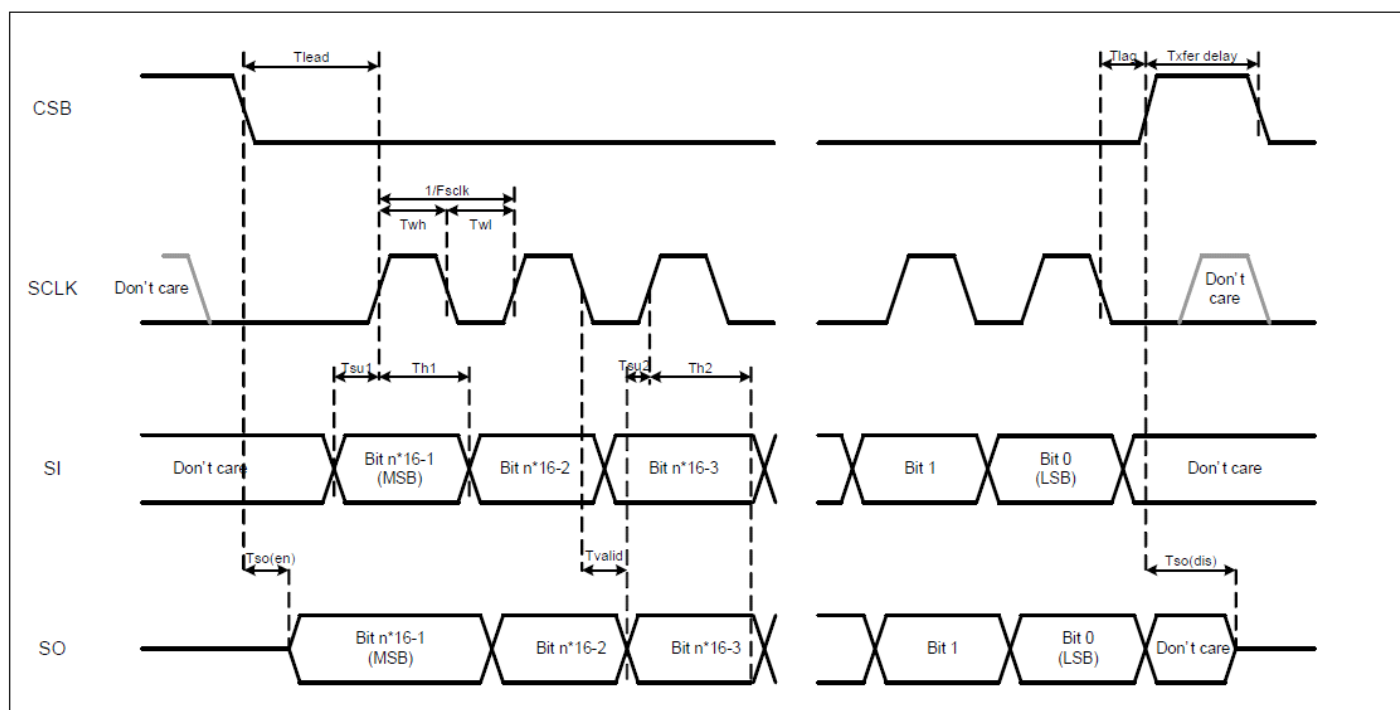 Tlead
Tlag
Txfer delay
CSB
1/Fsclk
Twh
Twl
SCLK
Don't care
Don't
care
Tsu1
Th1
Tsu2
Th2
SI
Don't care
Bit n*16-1
(MSB)
Bit n*16-2
Bit n*16-3
Bit 1
Bit 0
(LSB)
Don't care
Tso(en)
Tvalid
Tso(dis)
SO
Bit n*16-1
(MSB)
Bit n*16-2
Bit n*16-3
Bit 1
Bit 0
(LSB)
Don't care